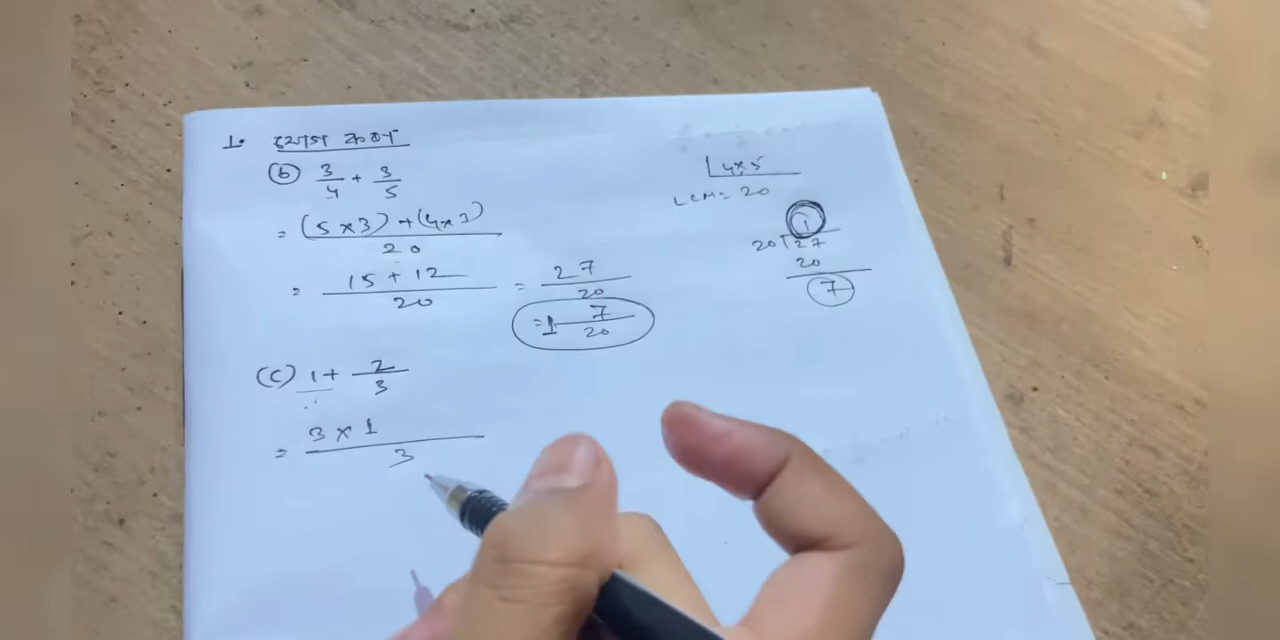 1.
(b) 3/4 + 3/5
= (5 × 3) + (4 × 3) / 20
= 15 + 12 / 20 = 27/20
= 1 7/20
4 × 5
LCM = 20
1
20 27
20
7
(c) 1 + 2/3
= 3 × 1 / 3